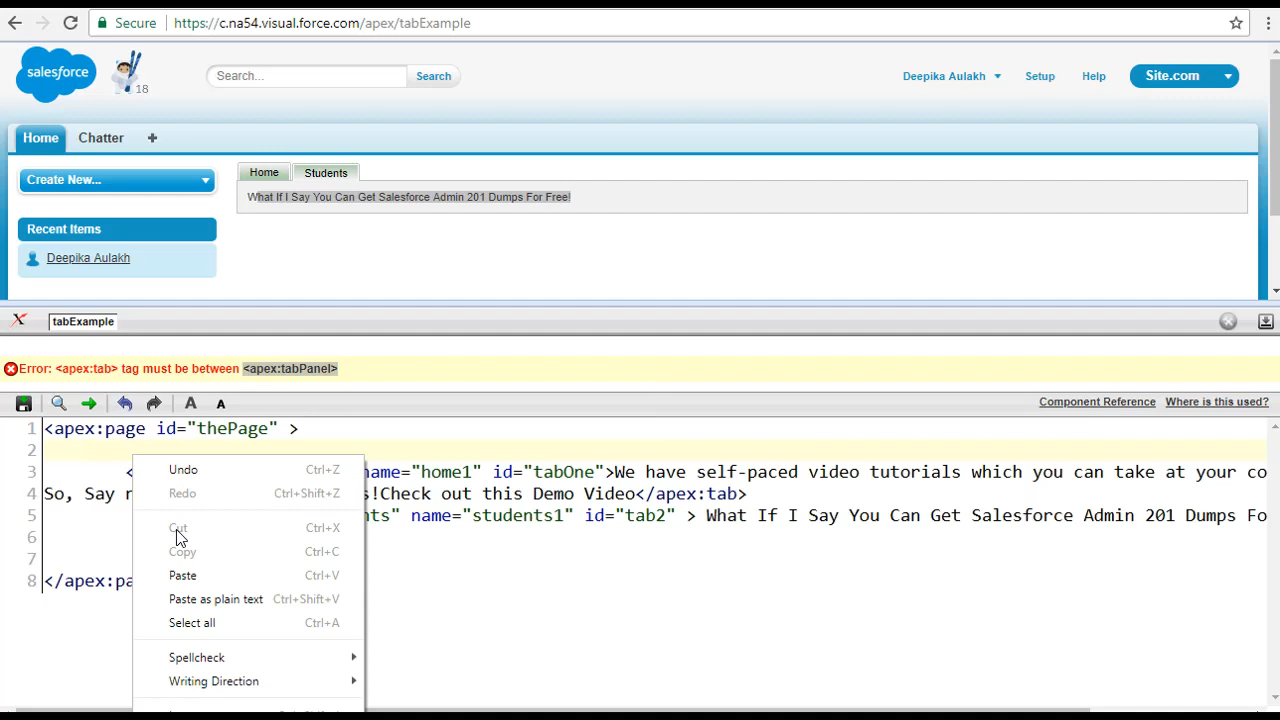 Secure https://c.na54.visual.force.com/apex/tabExample
salesforce
18
Search...
Search
Deepika Aulakh
Setup
Help
Site.com
Home
Chatter
Create New...
Recent Items
Deepika Aulakh
Home
Students
What If I Say You Can Get Salesforce Admin 201 Dumps For Free!
tabExample
Error: <apex:tab> tag must be between <apex:tabPanel>
A A
Component Reference
Where is this used?
1 <apex:page id="thePage" >
2
3 < name="home1" id="tabOne">We have self-paced video tutorials which you can take at your co
4 So, Say s!Check out this Demo Video</apex:tab>
5 nts" name="students1" id="tab2" > What If I Say You Can Get Salesforce Admin 201 Dumps Fo
6
7
8 </apex:pa
Undo Ctrl+Z
Redo Ctrl+Shift+Z
Cut Ctrl+X
Copy Ctrl+C
Paste Ctrl+V
Paste as plain text Ctrl+Shift+V
Select all Ctrl+A
Spellcheck
Writing Direction